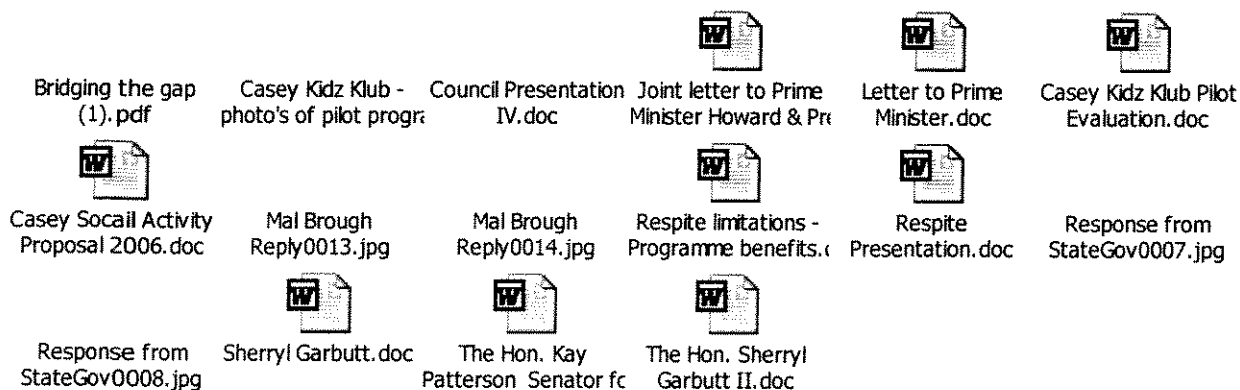 Bridging the gap (1).pdf
Casey Kidz Klub - photo's of pilot progra
Council Presentation IV.doc
Joint letter to Prime Minister Howard & Pre
Letter to Prime Minister.doc
Casey Kidz Klub Pilot Evaluation.doc
Casey Socail Activity Proposal 2006.doc
Mal Brough Reply0013.jpg
Mal Brough Reply0014.jpg
Respite limitations - Programme benefits.
Respite Presentation.doc
Response from StateGov0007.jpg
Response from StateGov0008.jpg
Sherryl Garbutt.doc
The Hon. Kay Patterson Senator fo
The Hon. Sherryl Garbutt II.doc